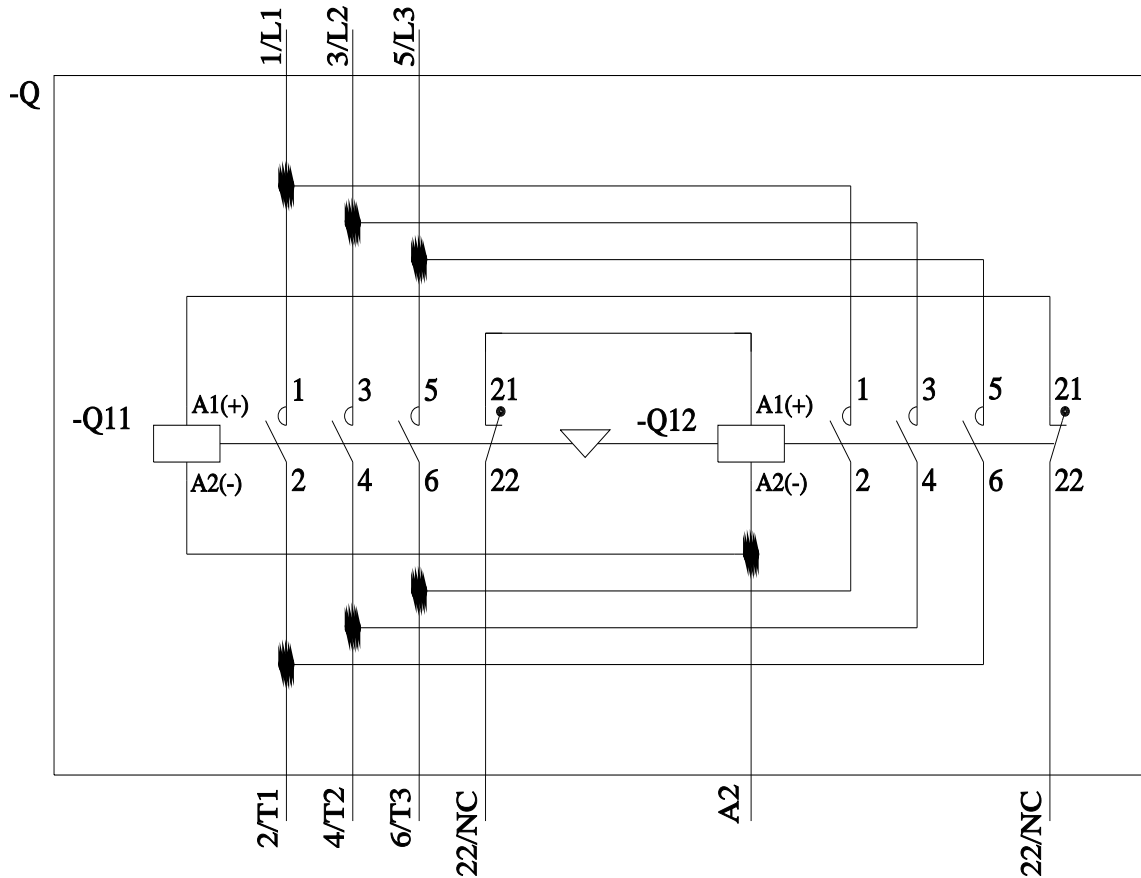 1/L1 3/L2 5/L3
-Q
1 3 5 21 1 3 5 21
A1(+) A1(+)
-Q11 -Q12
A2(-) 2 4 6 22 A2(-) 2 4 6 22
2/T1 4/T2 6/T3 22/NC A2 22/NC